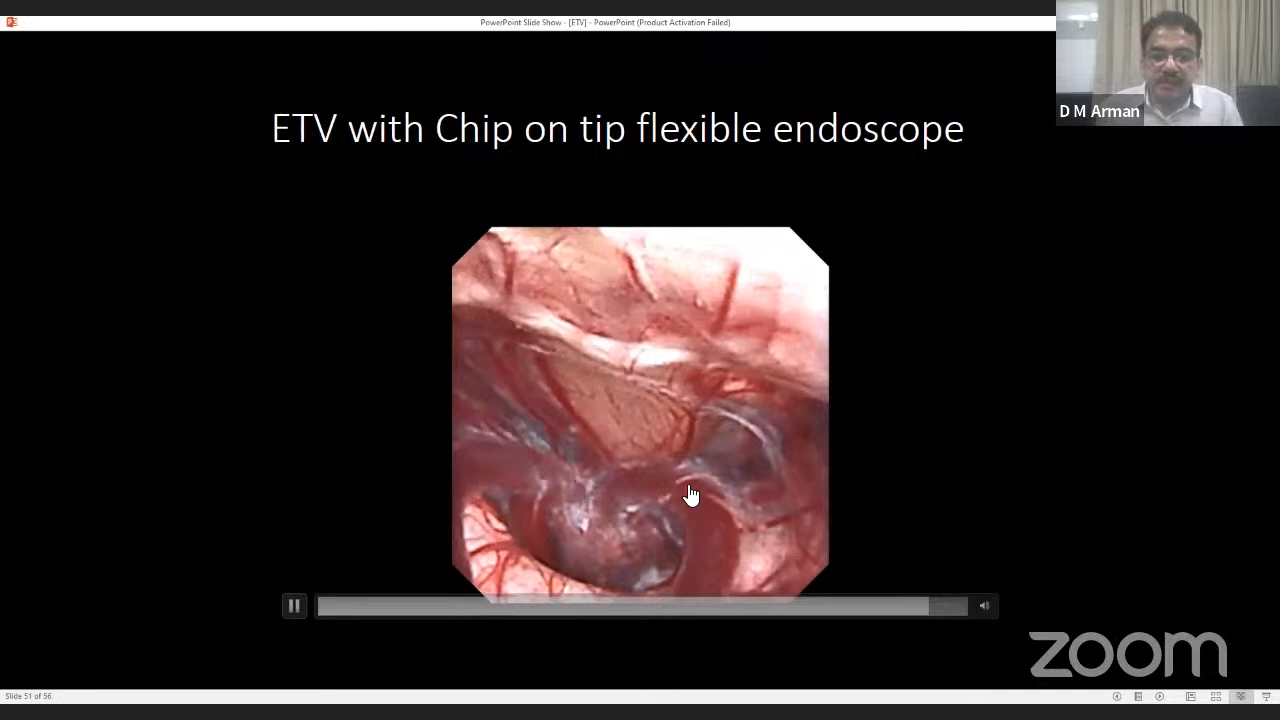 PowerPoint Slide Show - [ETV] - PowerPoint (Product Activation Failed)
D M Arman
ETV with Chip on tip flexible endoscope
zoom
Slide 51 of 56